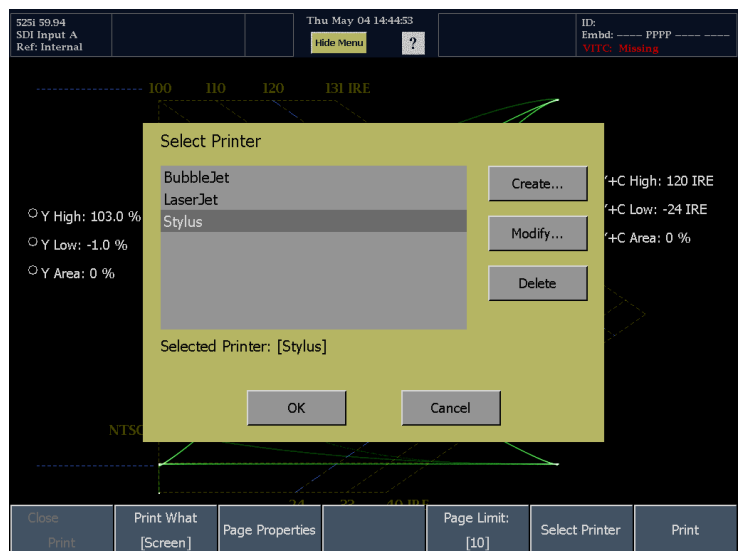 525i 59.94
SDI Input A
Ref: Internal
Thu May 04 14:44:53
Hide Menu
?
ID:
Embd: ---- PPPP ---- ----
VITC: Missing
100 110 120 131 IRE
Select Printer
BubbleJet
LaserJet
Stylus
Create...
Modify...
Delete
Selected Printer: [Stylus]
OK
Cancel
Y High: 103.0 %
Y Low: -1.0 %
Y Area: 0 %
Y+C High: 120 IRE
Y+C Low: -24 IRE
Y+C Area: 0 %
NTSC
Close
Print
Print What
[Screen]
Page Properties
Page Limit:
[10]
Select Printer
Print